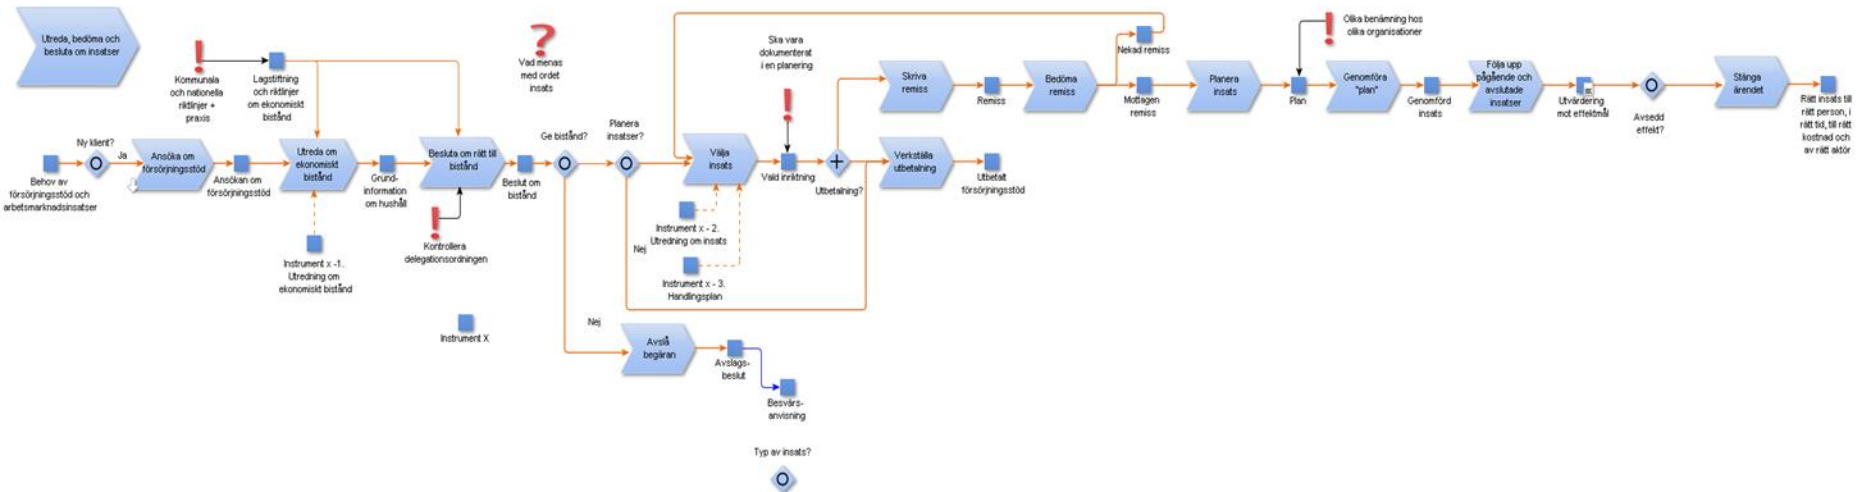 Utreda, bedöma och
besluta om insatser
Kommunala
och nationella
riktlinjer +
praxis
Lagstiftning
och riktlinjer
om ekonomiskt
bistånd
Vad menas
med ordet
insats
Behov av
försörjningsstöd och
arbetsmarknadsinsatser
Ny klient?
Ja
Ansöka om
försörjningsstöd
Ansökan om
försörjningsstöd
Utreda om
ekonomiskt
bistånd
Instrument x -1.
Utredning om
ekonomiskt bistånd
Grund-
information
om hushåll
Besluta om rätt till
bistånd
Kontrollera
delegationsordningen
Instrument X
Beslut om
bistånd
Ge bistånd?
Planera
insatser?
Nej
Nej
Avslå
begäran
Avslags-
beslut
Besvärs-
anvisning
Typ av insats?
Välja
insats
Instrument x - 2.
Utredning om insats
Instrument x - 3.
Handlingsplan
Ska vara
dokumenterat
i en planering
Vald inriktning
Utbetalning?
Verkställa
utbetalning
Utbetalt
försörjningsstöd
Skriva
remiss
Remiss
Bedöma
remiss
Nekad remiss
Mottagen
remiss
Planera
insats
Plan
Olika benämning hos
olika organisationer
Genomföra
"plan"
Genomförd
insats
Följa upp
pågående och
avslutade
insatser
Utvärdering
mot effektmål
Avsedd
effekt?
Stänga
ärendet
Rätt insats till
rätt person, i
rätt tid, till rätt
kostnad och
av rätt aktör